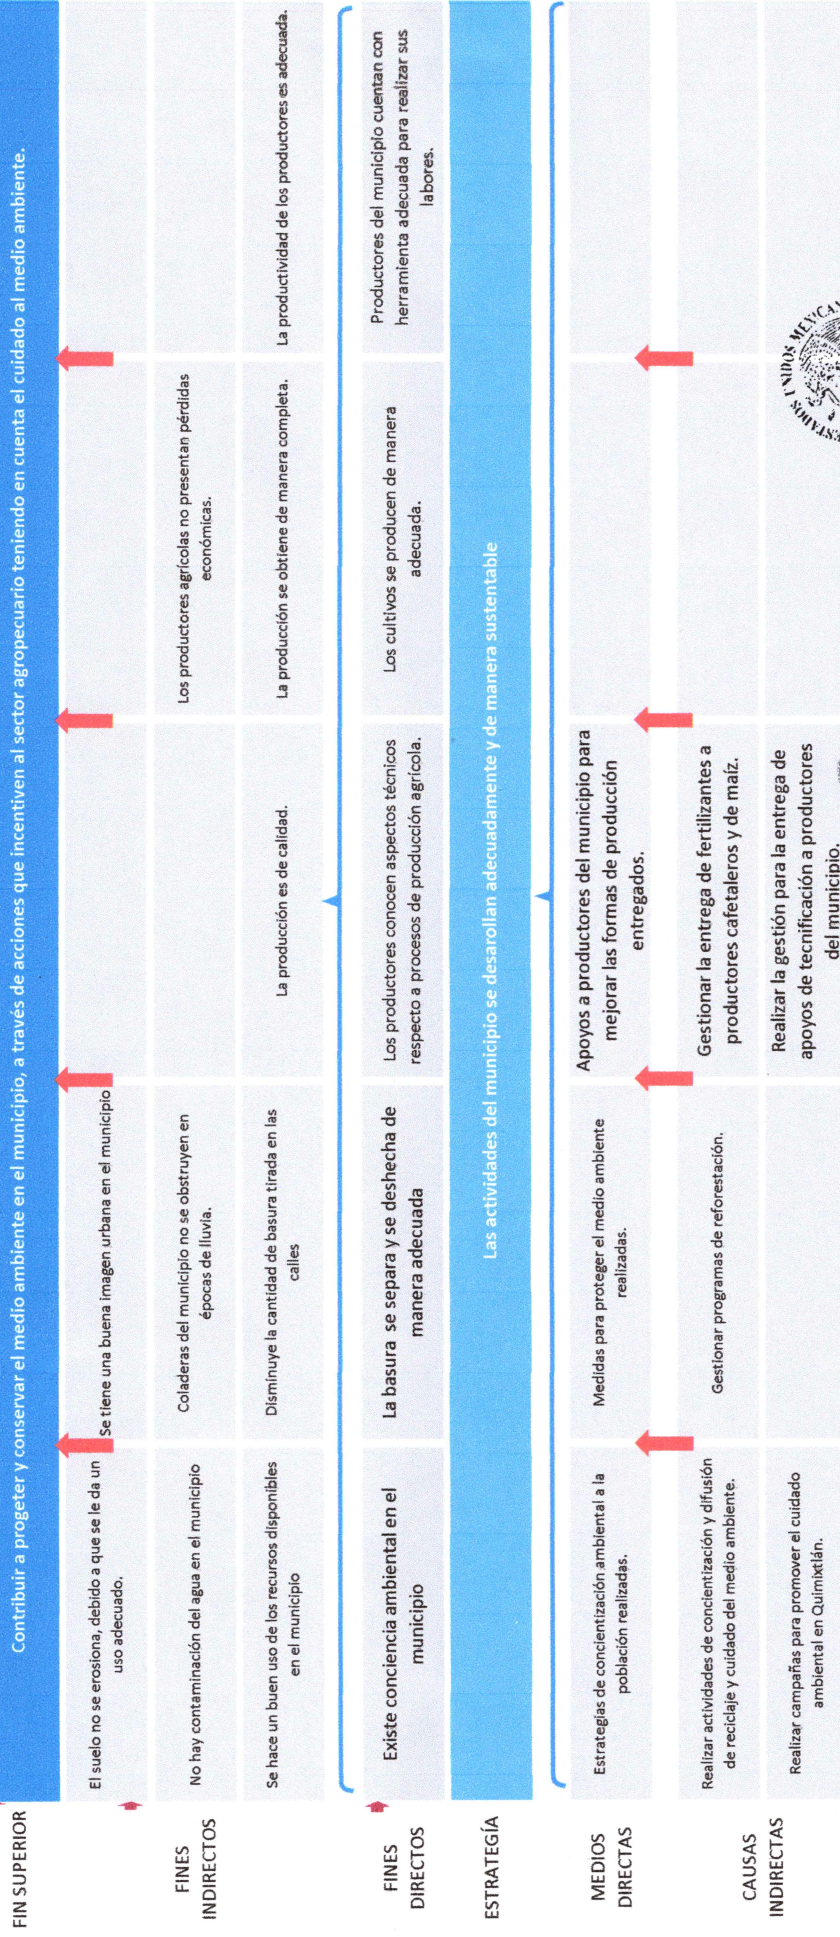 FIN SUPERIOR
Contribuir a progeter y conservar el medio ambiente en el municipio, a través de acciones que incentiven al sector agropecuario teniendo en cuenta el cuidado al medio ambiente.
FINES
INDIRECTOS
El suelo no se erosiona, debido a que se le da un
uso adecuado.
Se tiene una buena imagen urbana en el municipio
No hay contaminación del agua en el municipio
Coladeras del municipio no se obstruyen en
épocas de lluvia.
Los productores agrícolas no presentan pérdidas
económicas.
Se hace un buen uso de los recursos disponibles
en el municipio
Disminuye la cantidad de basura tirada en las
calles
La producción es de calidad.
La producción se obtiene de manera completa.
La productividad de los productores es adecuada.
FINES
DIRECTOS
Existe conciencia ambiental en el
municipio
La basura se separa y se deshecha de
manera adecuada
Los productores conocen aspectos técnicos
respecto a procesos de producción agrícola.
Los cultivos se producen de manera
adecuada.
Productores del municipio cuentan con
herramienta adecuada para realizar sus
labores.
ESTRATEGÍA
Las actividades del municipio se desarollan adecuadamente y de manera sustentable
MEDIOS
DIRECTAS
Estrategias de concientización ambiental a la
población realizadas.
Medidas para proteger el medio ambiente
realizadas.
Apoyos a productores del municipio para
mejorar las formas de producción
entregados.
CAUSAS
INDIRECTAS
Realizar actividades de concientización y difusión
de reciclaje y cuidado del medio ambiente.
Gestionar programas de reforestación.
Gestionar la entrega de fertilizantes a
productores cafetaleros y de maíz.
Realizar campañas para promover el cuidado
ambiental en Quimixtlán.
Realizar la gestión para la entrega de
apoyos de tecnificación a productores
del municipio.
ESTADOS UNIDOS MEXICAN